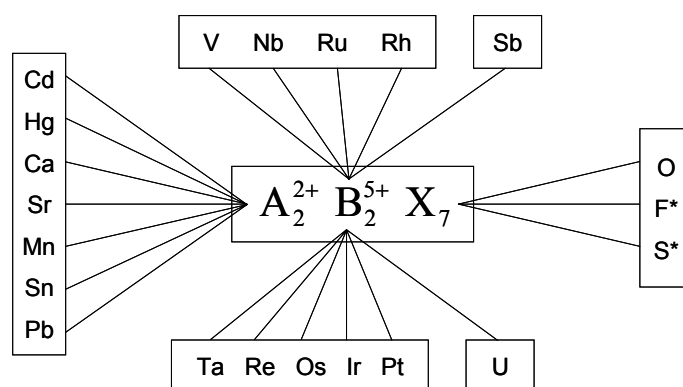 V Nb Ru Rh Sb
Cd
Hg
Ca
Sr
Mn
Sn
Pb
A₂²⁺ B₂⁵⁺ X₇
O
F*
S*
Ta Re Os Ir Pt U